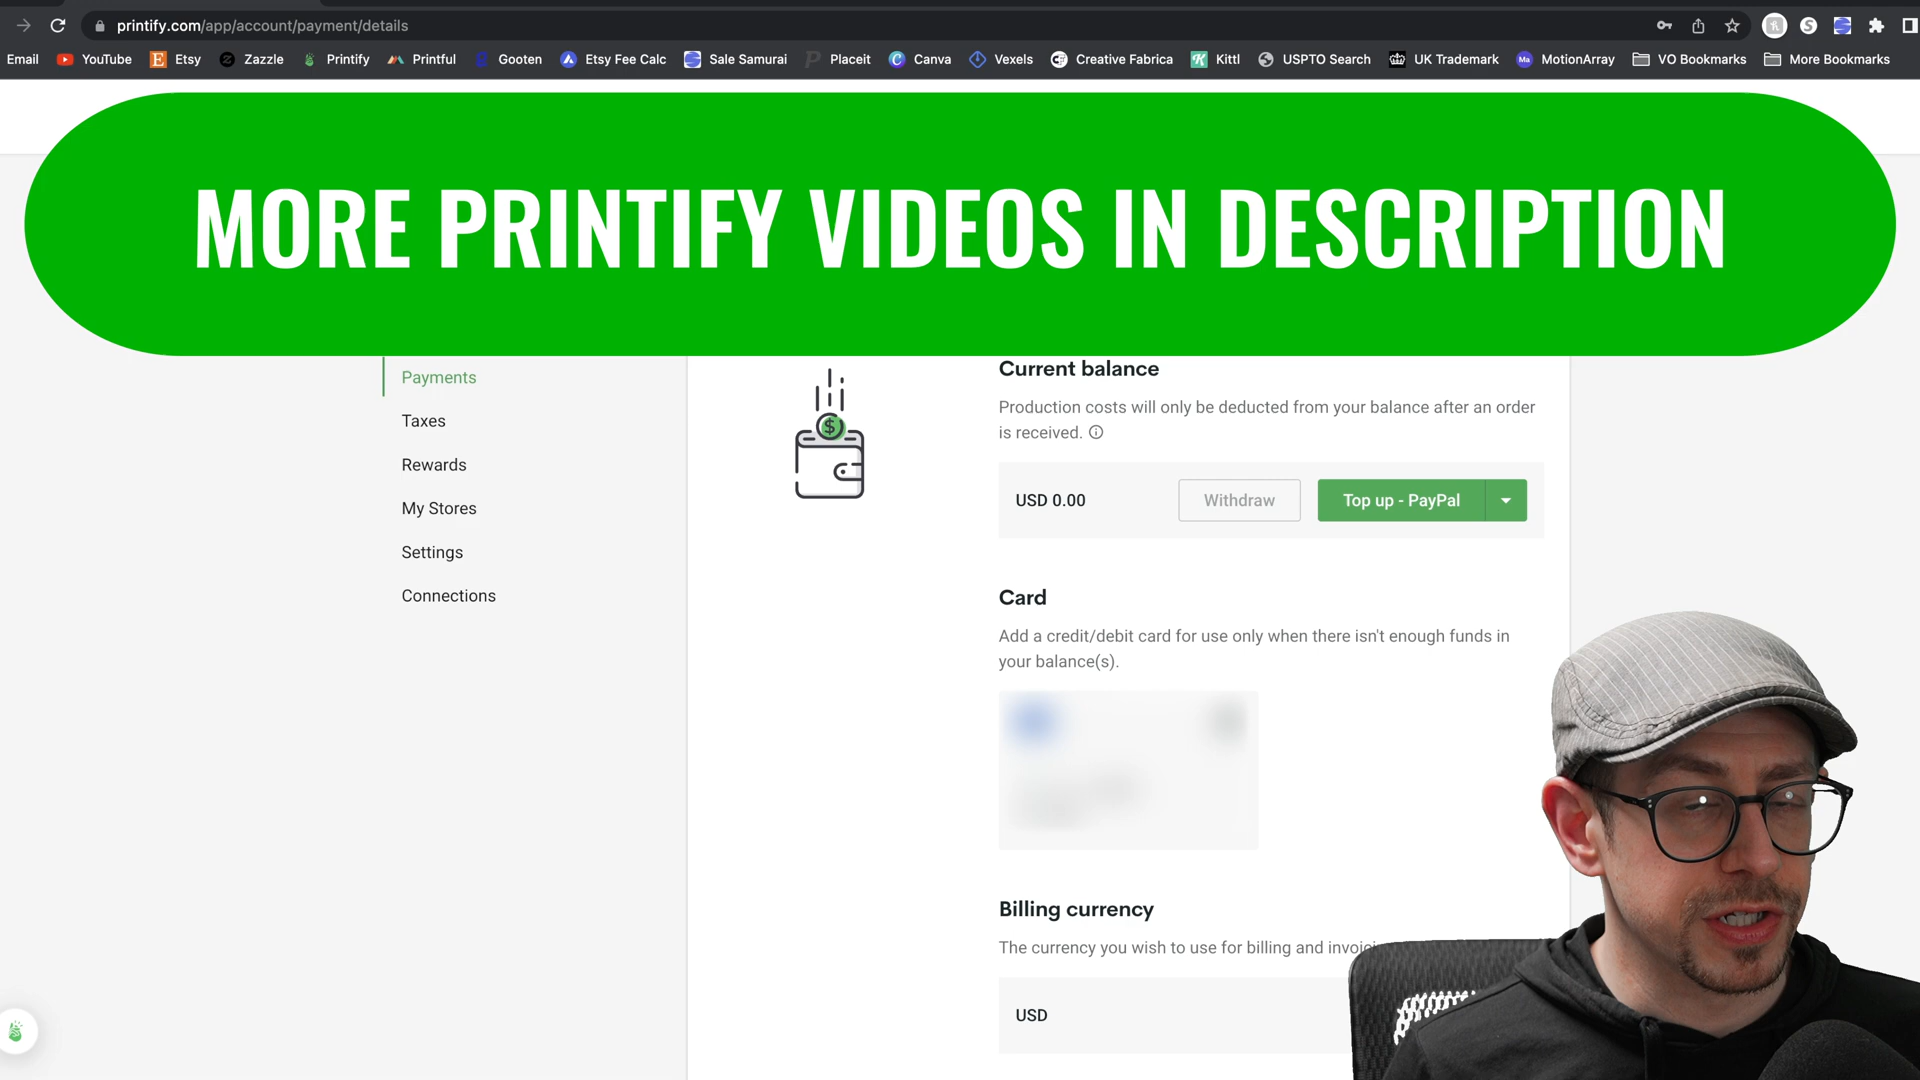 printify.com/app/account/payment/details
Email YouTube Etsy Zazzle Printify Printful Gooten Etsy Fee Calc Sale Samurai Placeit Canva Vexels Creative Fabrica Kittl USPTO Search UK Trademark MotionArray VO Bookmarks More Bookmarks
MORE PRINTIFY VIDEOS IN DESCRIPTION
Payments
Taxes
Rewards
My Stores
Settings
Connections
Current balance
Production costs will only be deducted from your balance after an order
is received.
USD 0.00 Withdraw Top up - PayPal
Card
Add a credit/debit card for use only when there isn't enough funds in
your balance(s).
Billing currency
The currency you wish to use for billing and
USD